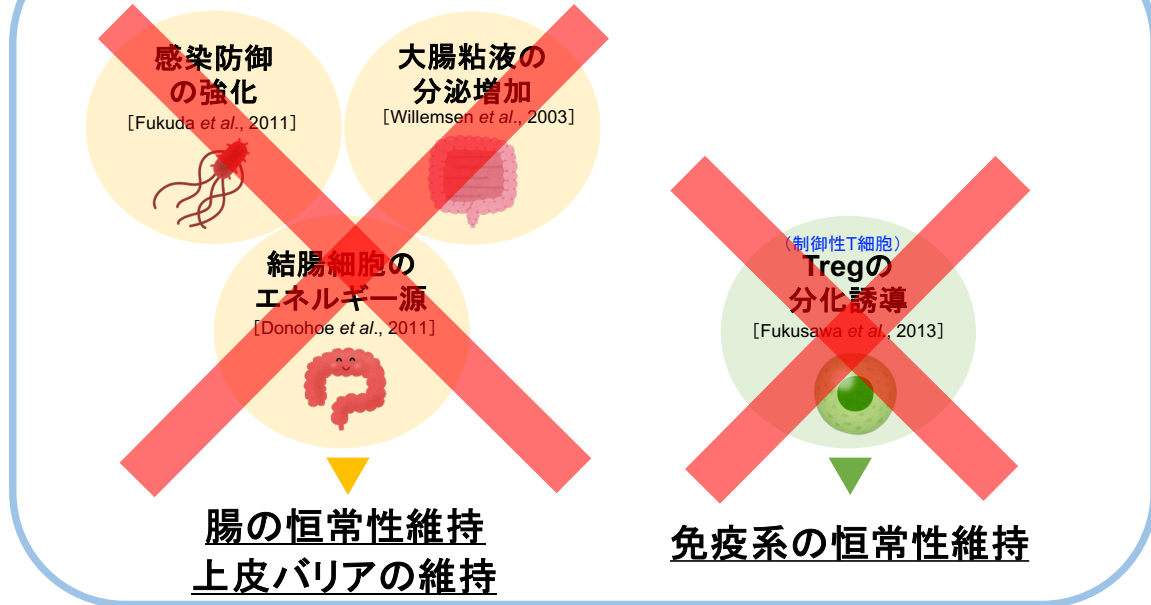 感染防御
の強化
［Fukuda et al., 2011］
大腸粘液の
分泌増加
［Willemsen et al., 2003］
結腸細胞の
エネルギー源
［Donohoe et al., 2011］
（制御性T細胞）
Tregの
分化誘導
［Fukusawa et al., 2013］
腸の恒常性維持
上皮バリアの維持
免疫系の恒常性維持